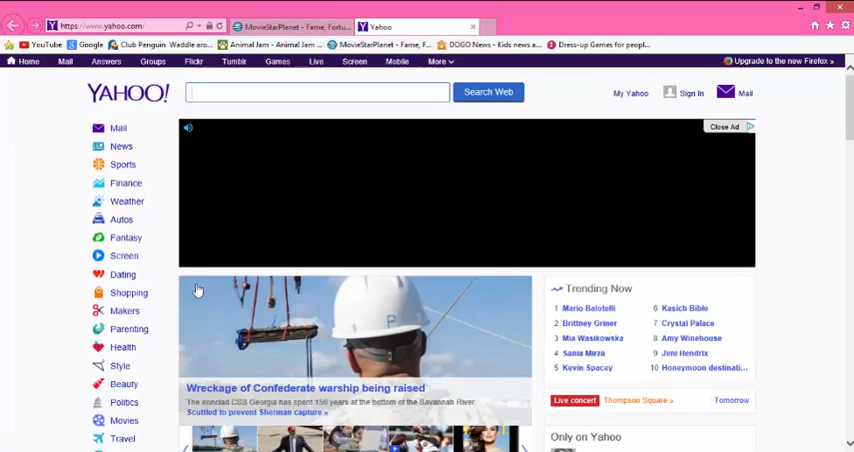 https://www.yahoo.com/
MovieStarPlanet - Fame, Fortu...
Yahoo
YouTube
Google
Club Penguin Waddle aro...
Animal Jam - Animal Jam ...
MovieStarPlanet - Fame, F...
DOGO News - Kids news a...
Dress-up Games for peopl...
Home
Mail
Answers
Groups
Flickr
Tumblr
Games
Live
Screen
Mobile
More
Upgrade to the new Firefox »
YAHOO!
Search Web
My Yahoo
Sign In
Mail
Close Ad
Mail
News
Sports
Finance
Weather
Autos
Fantasy
Screen
Dating
Shopping
Makers
Parenting
Health
Style
Beauty
Politics
Movies
Travel
P
Wreckage of Confederate warship being raised
The ironclad CSS Georgia has spent 150 years at the bottom of the Savannah River.
Scuttled to prevent Sherman capture »
Trending Now
1 Mario Balotelli
2 Brittney Griner
3 Mia Wasikowska
4 Sania Mirza
5 Kevin Spacey
6 Kasich Bible
7 Crystal Palace
8 Amy Winehouse
9 Jimi Hendrix
10 Honeymoon destinati...
Live concert Thompson Square » Tomorrow
Only on Yahoo